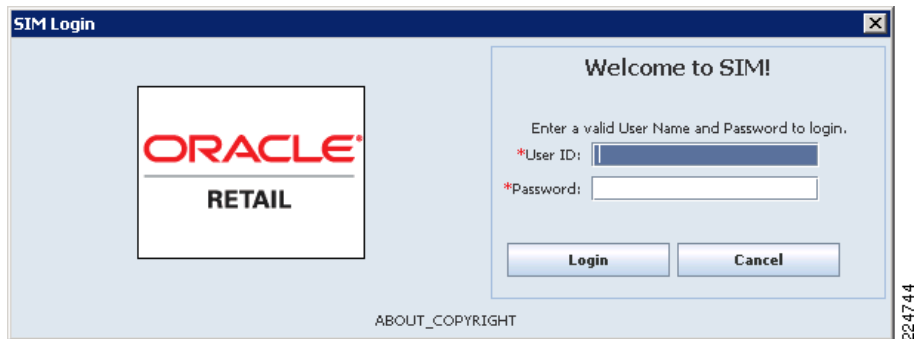 SIM Login
ORACLE
RETAIL
Welcome to SIM!
Enter a valid User Name and Password to login.
*User ID:
*Password:
Login
Cancel
ABOUT_COPYRIGHT
224744